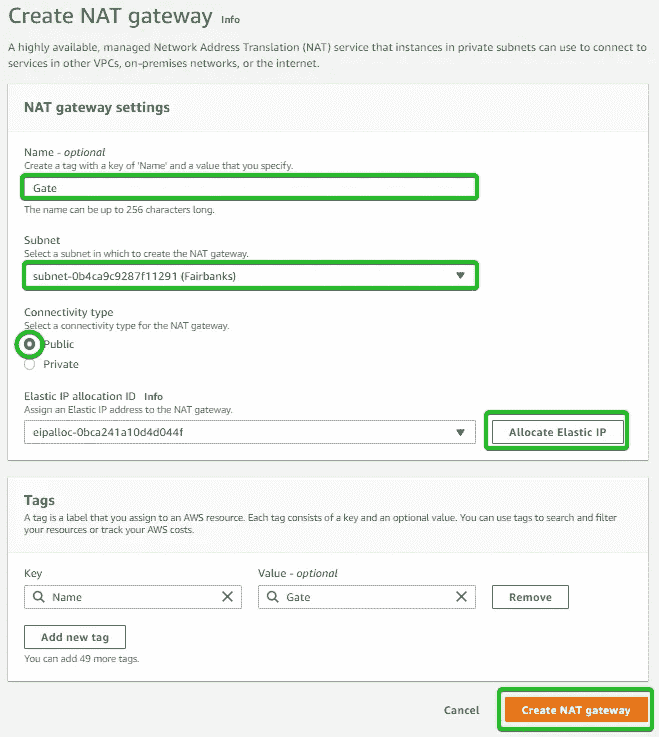 Create NAT gateway Info
A highly available, managed Network Address Translation (NAT) service that instances in private subnets can use to connect to
services in other VPCs, on-premises networks, or the internet.
NAT gateway settings
Name - optional
Create a tag with a key of 'Name' and a value that you specify.
Gate
The name can be up to 256 characters long.
Subnet
Select a subnet in which to create the NAT gateway.
subnet-0b4ca9c9287f11291 (Fairbanks)
Connectivity type
Select a connectivity type for the NAT gateway.
Public
Private
Elastic IP allocation ID Info
Assign an Elastic IP address to the NAT gateway.
eipalloc-0bca241a10d4d044f
Allocate Elastic IP
Tags
A tag is a label that you assign to an AWS resource. Each tag consists of a key and an optional value. You can use tags to search and filter
your resources or track your AWS costs.
Key
Value - optional
Name
Gate
Remove
Add new tag
You can add 49 more tags.
Cancel
Create NAT gateway